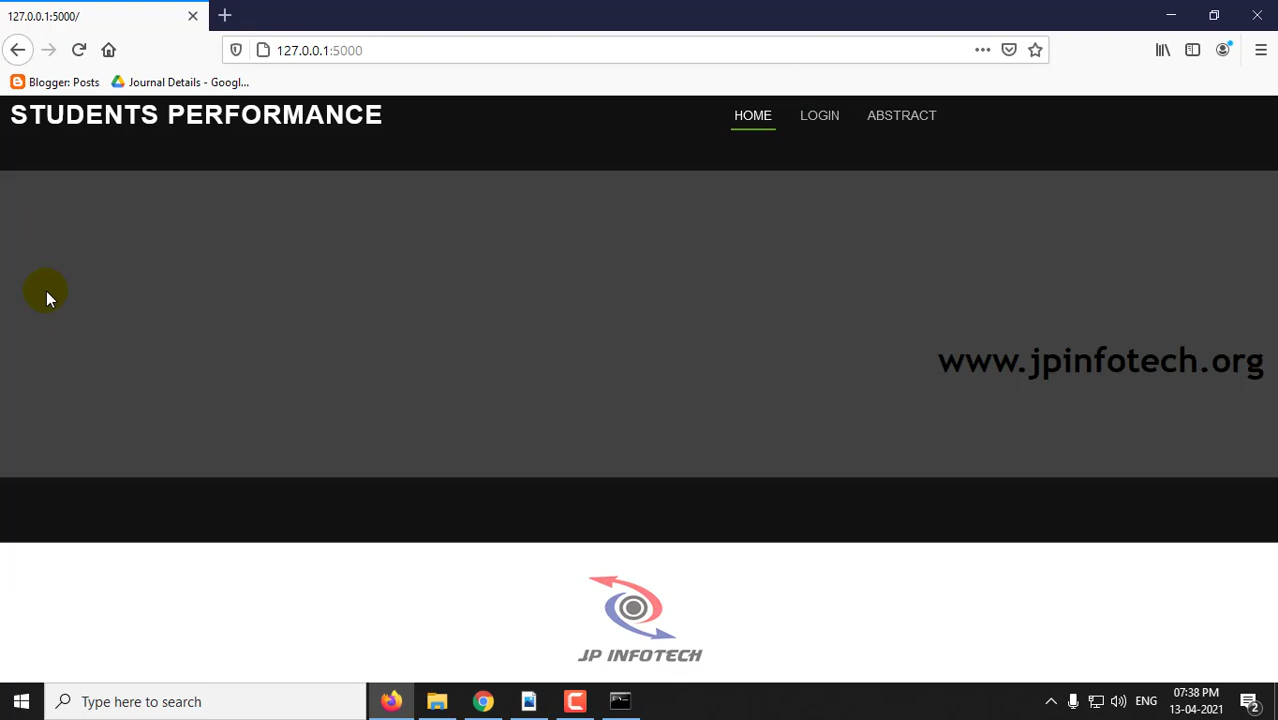 127.0.0.1:5000/
127.0.0.1:5000
Blogger: Posts
Journal Details - Googl...
STUDENTS PERFORMANCE
HOME
LOGIN
ABSTRACT
www.jpinfotech.org
JP INFOTECH
Type here to search
ENG
07:38 PM
13-04-2021
2